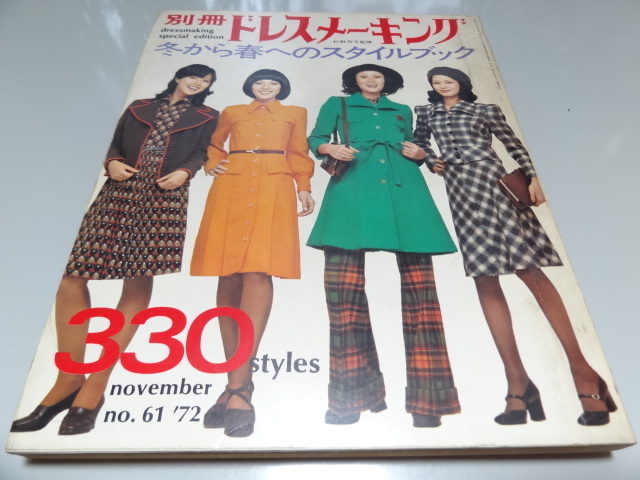 別冊 ドレスメーキング
dressmaking
special edition
冬から春へのスタイルブック
330 styles
november
no. 61 '72